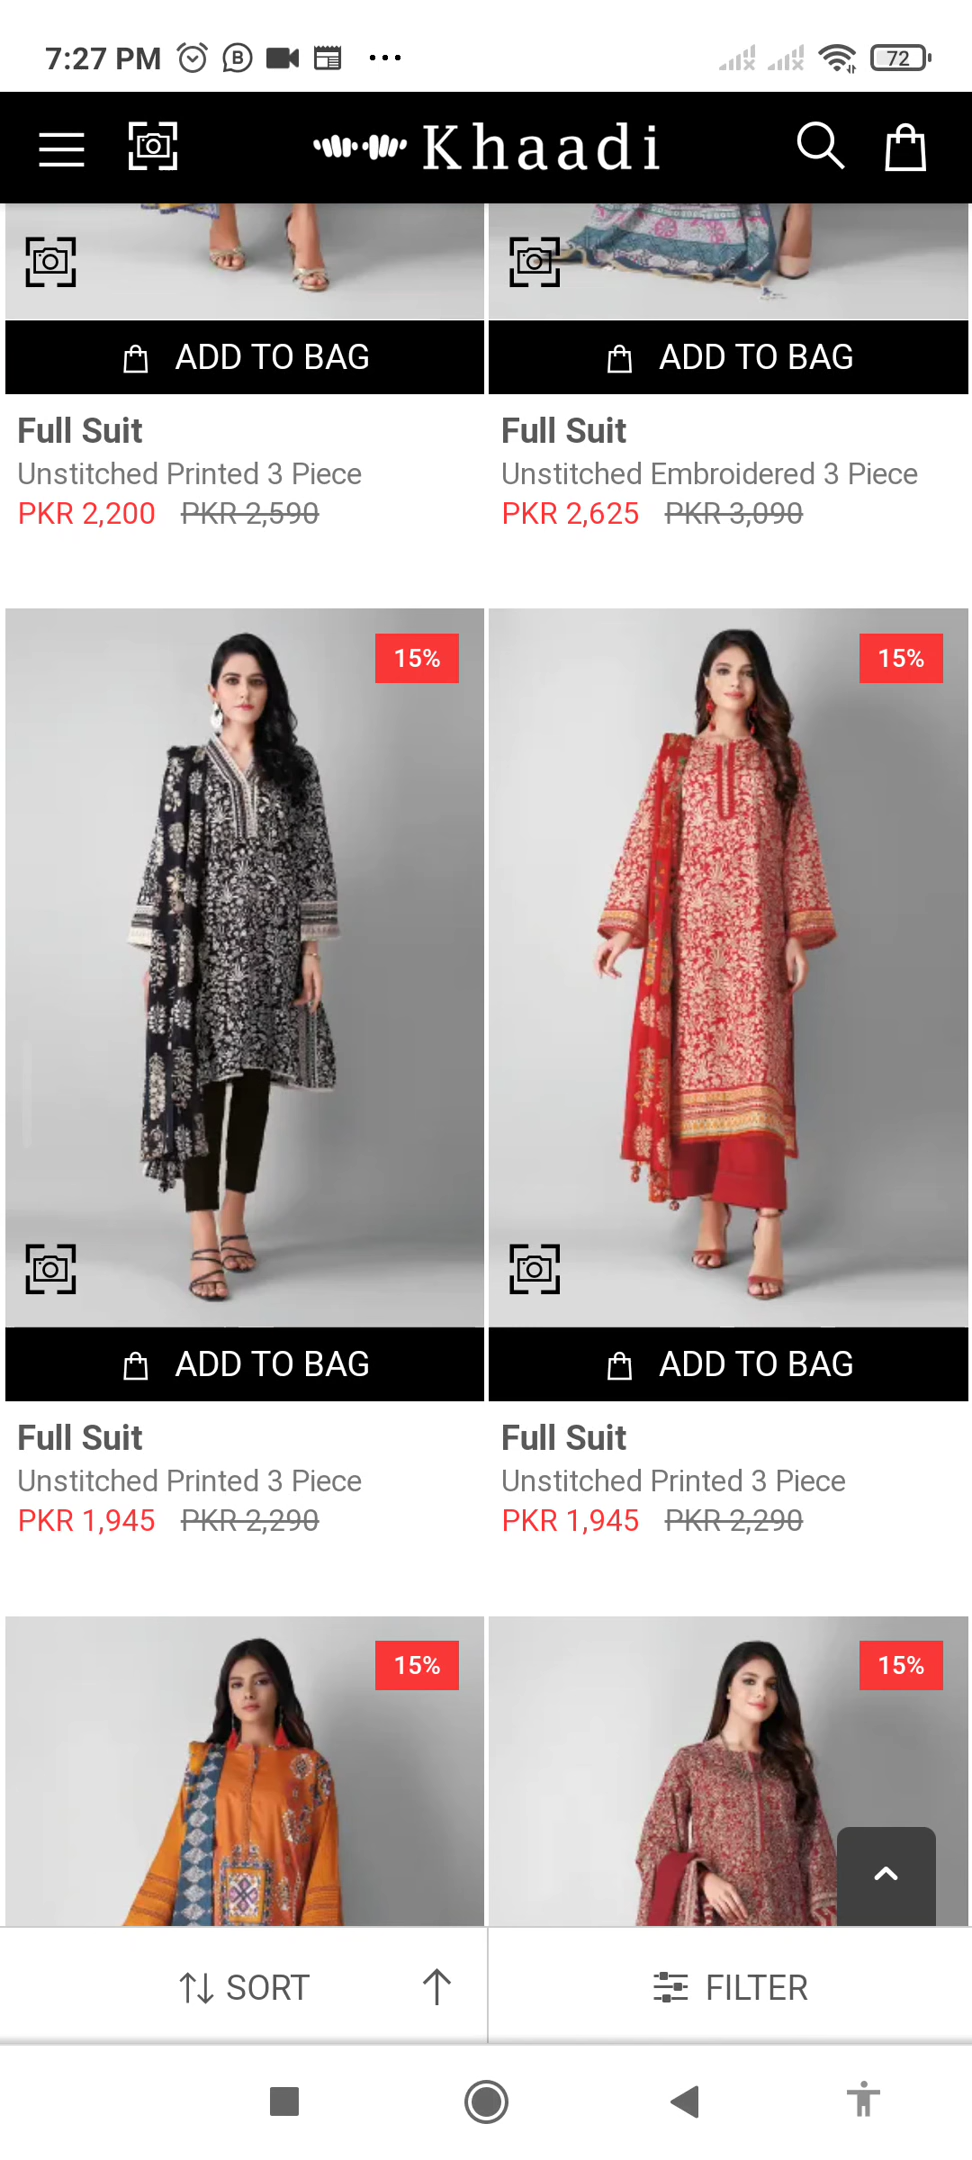 7:27 PM
72
Khaadi
ADD TO BAG
ADD TO BAG
Full Suit
Unstitched Printed 3 Piece
PKR 2,200 PKR 2,590
Full Suit
Unstitched Embroidered 3 Piece
PKR 2,625 PKR 3,090
15%
15%
ADD TO BAG
ADD TO BAG
Full Suit
Unstitched Printed 3 Piece
PKR 1,945 PKR 2,290
Full Suit
Unstitched Printed 3 Piece
PKR 1,945 PKR 2,290
15%
15%
SORT
FILTER